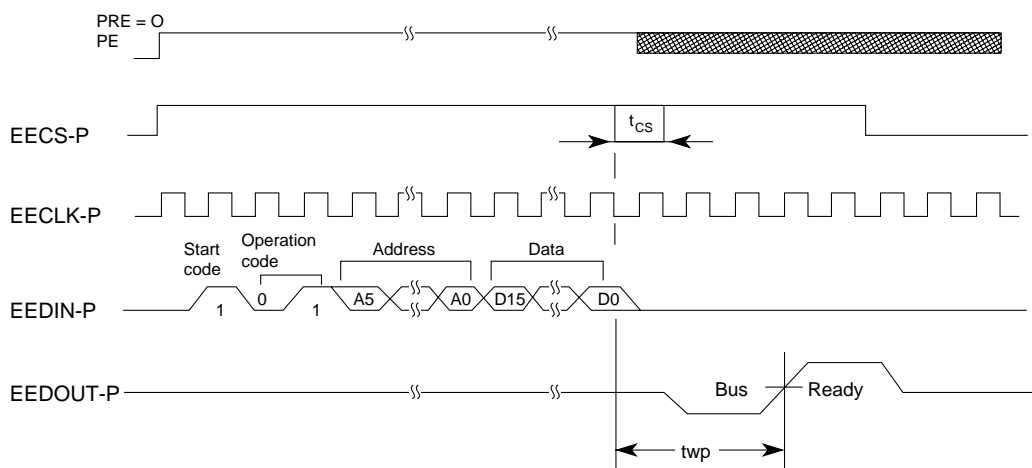 PRE = O
PE
EECS-P
tCS
EECLK-P
Start code
Operation code
Address
Data
EEDIN-P
1
0
1
A5
A0
D15
D0
EEDOUT-P
Bus
Ready
twp